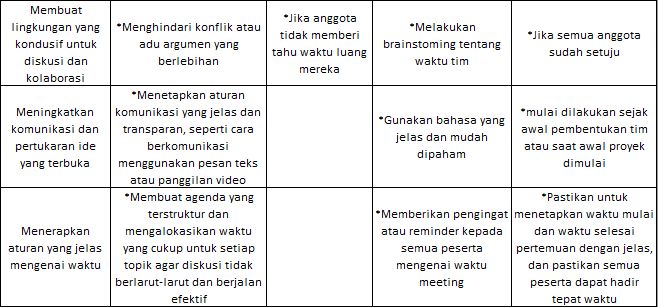 Membuat
lingkungan yang
kondusif untuk
diskusi dan
kolaborasi
*Menghindari konflik atau
adu argumen yang
berlebihan
*Jika anggota
tidak memberi
tahu waktu luang
mereka
*Melakukan
brainstoming tentang
waktu tim
*Jika semua anggota
sudah setuju
Meningkatkan
komunikasi dan
pertukaran ide
yang terbuka
*Menetapkan aturan
komunikasi yang jelas dan
transparan, seperti cara
berkomunikasi
menggunakan pesan teks
atau panggilan video
*Gunakan bahasa yang
jelas dan mudah
dipaham
*mulai dilakukan sejak
awal pembentukan tim
atau saat awal proyek
dimulai
Menerapkan
aturan yang jelas
mengenai waktu
*Membuat agenda yang
terstruktur dan
mengalokasikan waktu
yang cukup untuk setiap
topik agar diskusi tidak
berlarut-larut dan berjalan
efektif
*Memberikan pengingat
atau reminder kepada
semua peserta
mengenai waktu
meeting
*Pastikan untuk
menetapkan waktu mulai
dan waktu selesai
pertemuan dengan jelas,
dan pastikan semua
peserta dapat hadir
tepat waktu